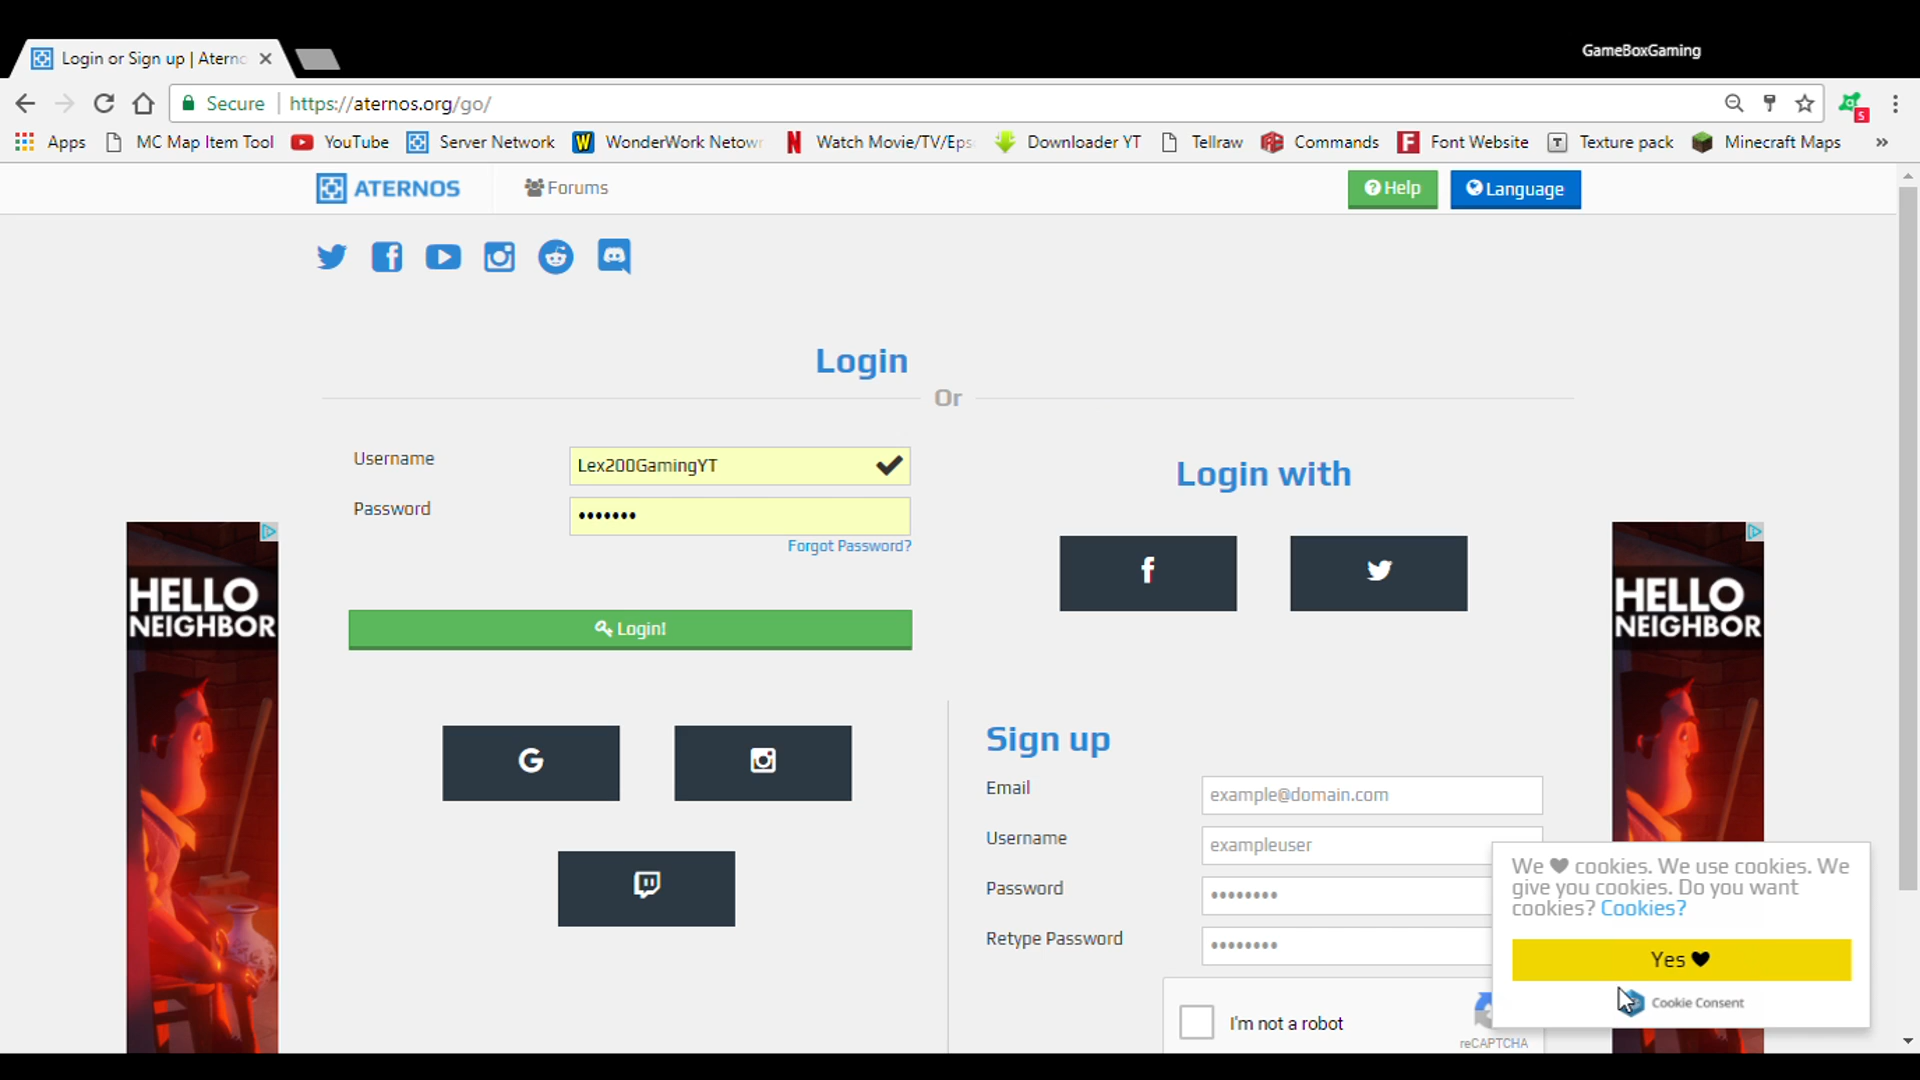 GameBoxGaming
Login or Sign up | Aterno
Secure https://aternos.org/go/
5
Apps MC Map Item Tool YouTube Server Network WonderWork Netowr Watch Movie/TV/Eps Downloader YT Tellraw Commands Font Website Texture pack Minecraft Maps »
ATERNOS Forums Help Language
Login
Or
Username Lex200GamingYT
Password •••••••
Forgot Password?
Login!
Login with
HELLO
NEIGHBOR
HELLO
NEIGHBOR
Sign up
Email example@domain.com
Username exampleuser
Password ••••••••
Retype Password ••••••••
I'm not a robot
reCAPTCHA
We ♥ cookies. We use cookies. We
give you cookies. Do you want
cookies? Cookies?
Yes ♥
Cookie Consent